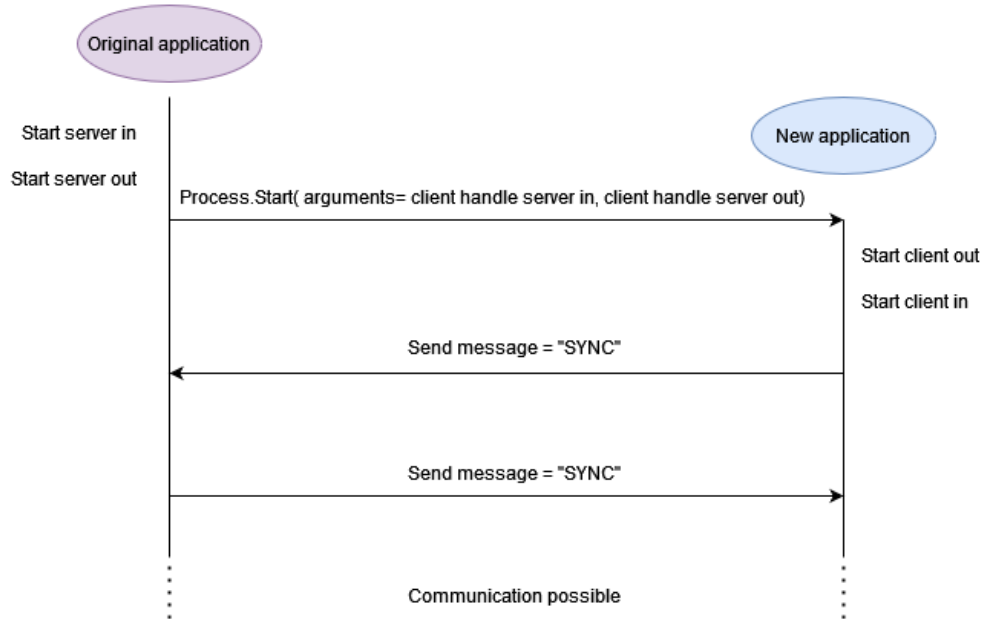 Original application
Start server in
New application
Start server out
Process.Start( arguments= client handle server in, client handle server out)
Start client out
Start client in
Send message = "SYNC"
Send message = "SYNC"
Communication possible